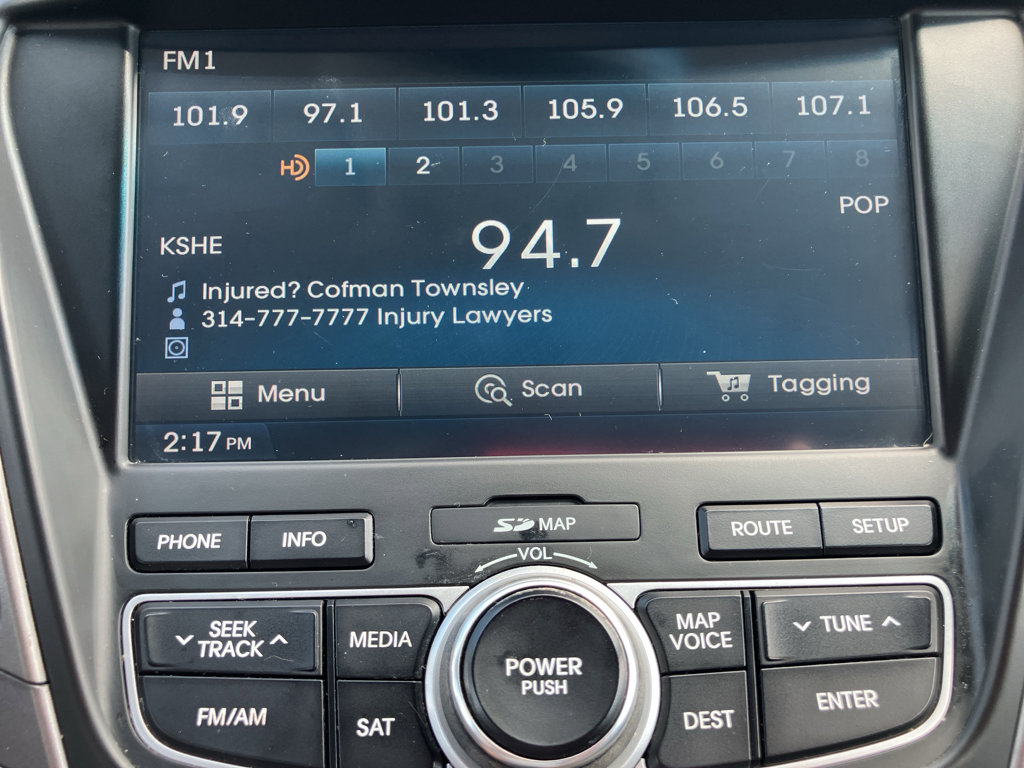 FM1
101.9 97.1 101.3 105.9 106.5 107.1
HD 1 2 3 4 5 6 7 8
POP
KSHE 94.7
Injured? Cofman Townsley
314-777-7777 Injury Lawyers
Menu Scan Tagging
2:17 PM
PHONE INFO SD MAP ROUTE SETUP
VOL
SEEK
TRACK
MEDIA
POWER
PUSH
MAP
VOICE
TUNE
FM/AM SAT DEST ENTER